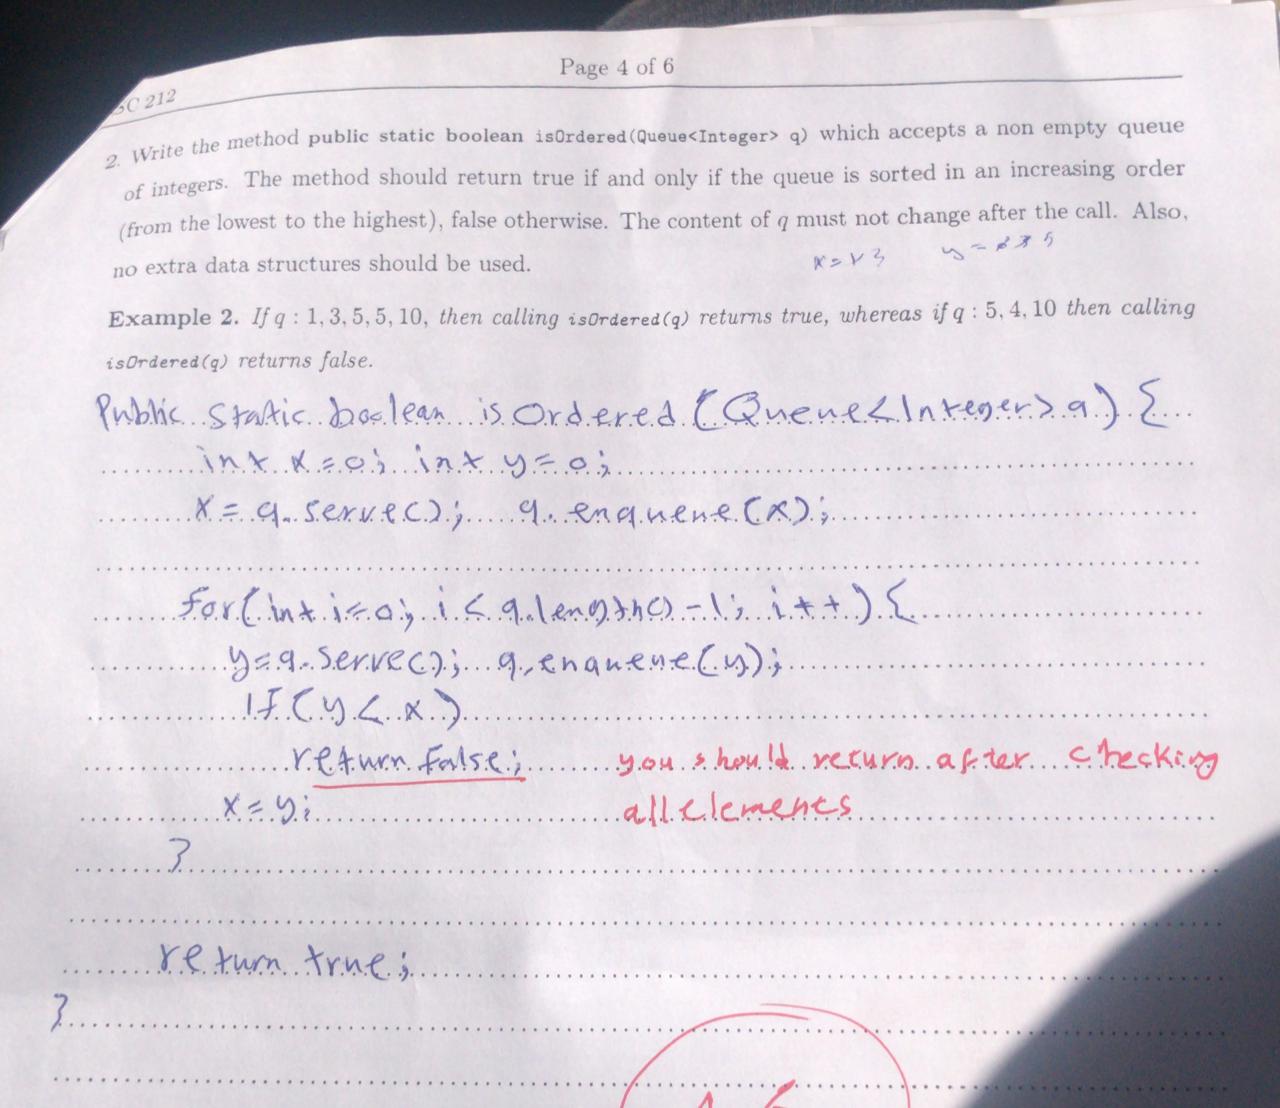 Page 4 of 6
SC 212
2. Write the method public static boolean isOrdered(Queue<Integer> q) which accepts a non empty queue
of integers. The method should return true if and only if the queue is sorted in an increasing order
(from the lowest to the highest), false otherwise. The content of q must not change after the call. Also,
no extra data structures should be used.
Example 2. If q : 1, 3, 5, 5, 10, then calling isOrdered(q) returns true, whereas if q : 5, 4, 10 then calling
isOrdered(q) returns false.
Public static boolean isOrdered (Queue<Integer> q) {
int x=0; int y=0;
x = q.serve(); q.enqueue(x);
for(int i=0; i< q.length()-1; i++){
y=q.serve(); q.enqueue(y);
If(y< x)
return false; you should return after checking
x=y; all elements
}
return true;
}